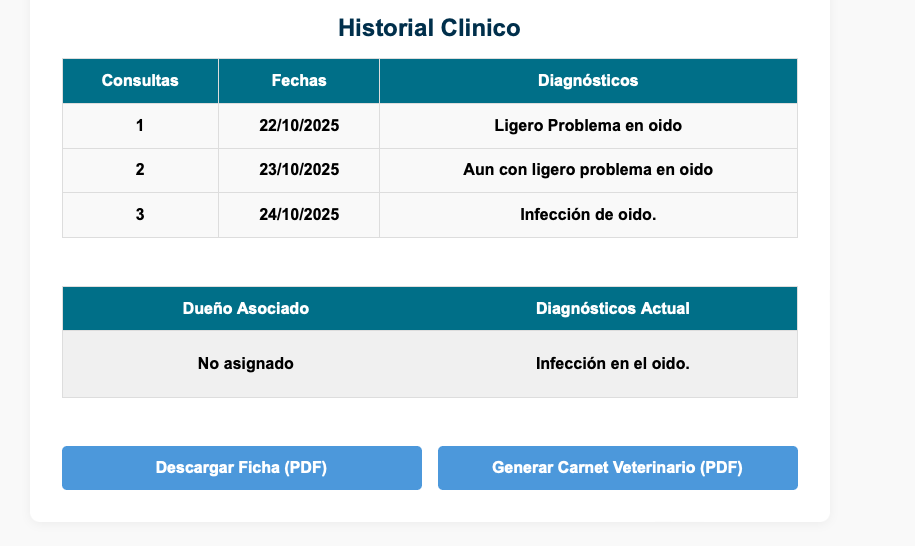 Historial Clinico
Consultas Fechas Diagnósticos
1 22/10/2025 Ligero Problema en oido
2 23/10/2025 Aun con ligero problema en oido
3 24/10/2025 Infección de oido.
Dueño Asociado Diagnósticos Actual
No asignado Infección en el oido.
Descargar Ficha (PDF) Generar Carnet Veterinario (PDF)